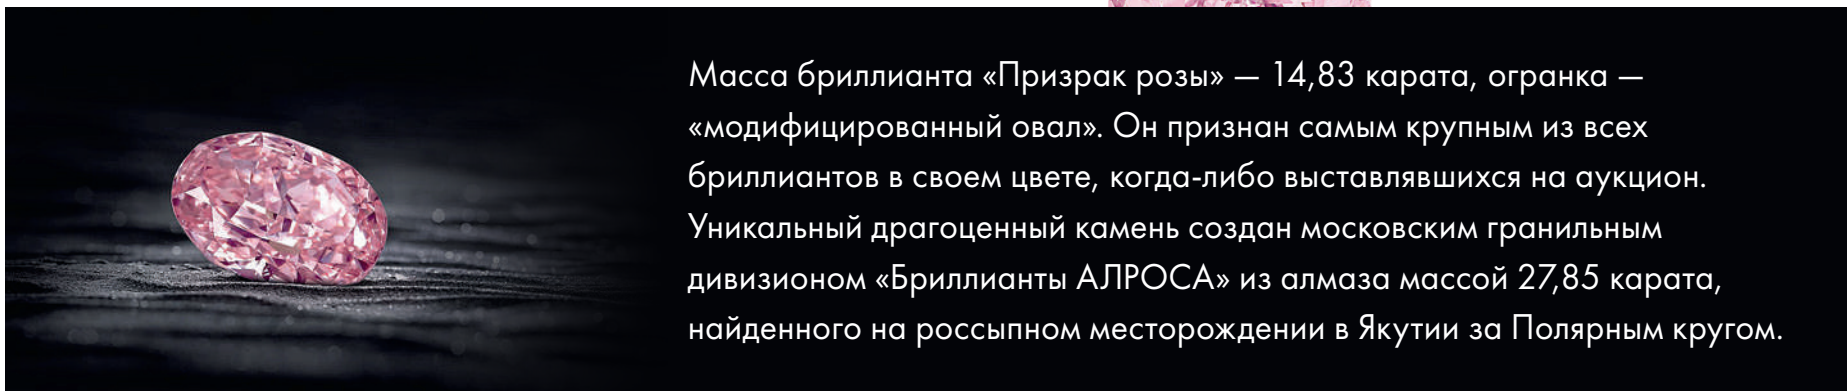 Масса бриллианта «Призрак розы» — 14,83 карата, огранка —
«модифицированный овал». Он признан самым крупным из всех
бриллиантов в своем цвете, когда-либо выставлявшихся на аукцион.
Уникальный драгоценный камень создан московским гранильным
дивизионом «Бриллианты АЛРОСА» из алмаза массой 27,85 карата,
найденного на россыпном месторождении в Якутии за Полярным кругом.